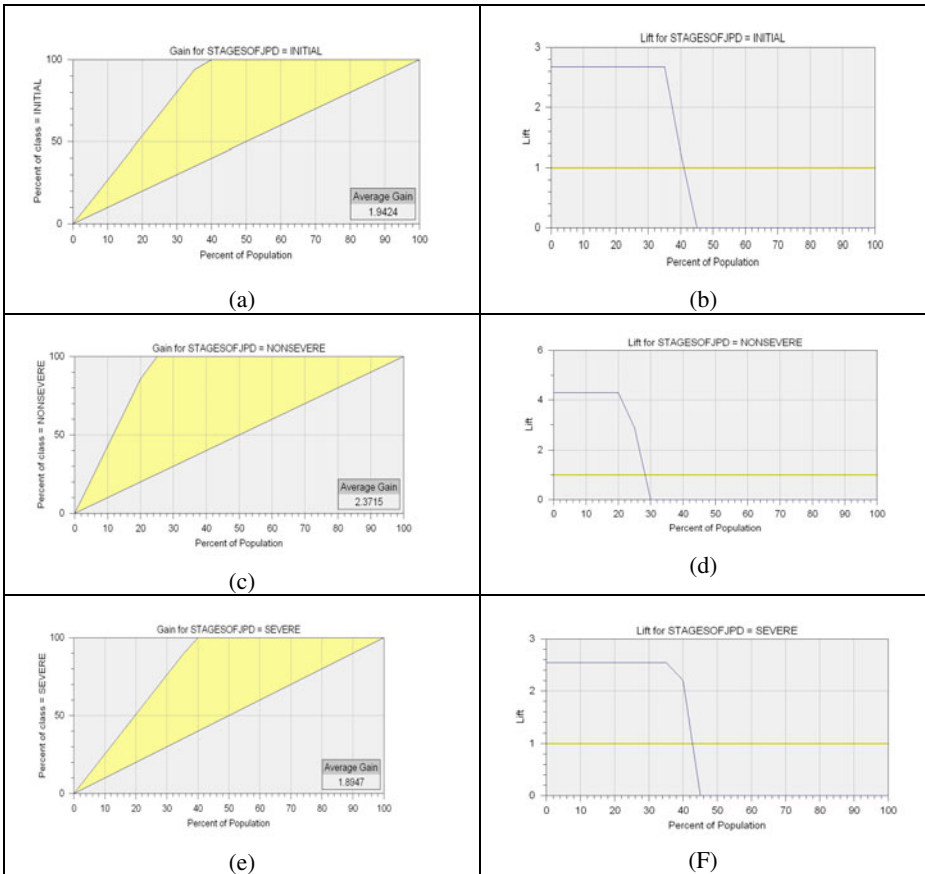 Gain for STAGESOFJPD = INITIAL
Percent of class = INITIAL
100
50
0
0 10 20 30 40 50 60 70 80 90 100
Percent of Population
Average Gain
1.9424
(a)
Lift for STAGESOFJPD = INITIAL
Lift
3
2
1
0
0 10 20 30 40 50 60 70 80 90 100
Percent of Population
(b)
Gain for STAGESOFJPD = NONSEVERE
Percent of class = NONSEVERE
100
50
0
0 10 20 30 40 50 60 70 80 90 100
Percent of Population
Average Gain
2.3715
(c)
Lift for STAGESOFJPD = NONSEVERE
Lift
6
4
2
0
0 10 20 30 40 50 60 70 80 90 100
Percent of Population
(d)
Gain for STAGESOFJPD = SEVERE
Percent of class = SEVERE
100
50
0
0 10 20 30 40 50 60 70 80 90 100
Percent of Population
Average Gain
1.8947
(e)
Lift for STAGESOFJPD = SEVERE
Lift
3
2
1
0
0 10 20 30 40 50 60 70 80 90 100
Percent of Population
(F)